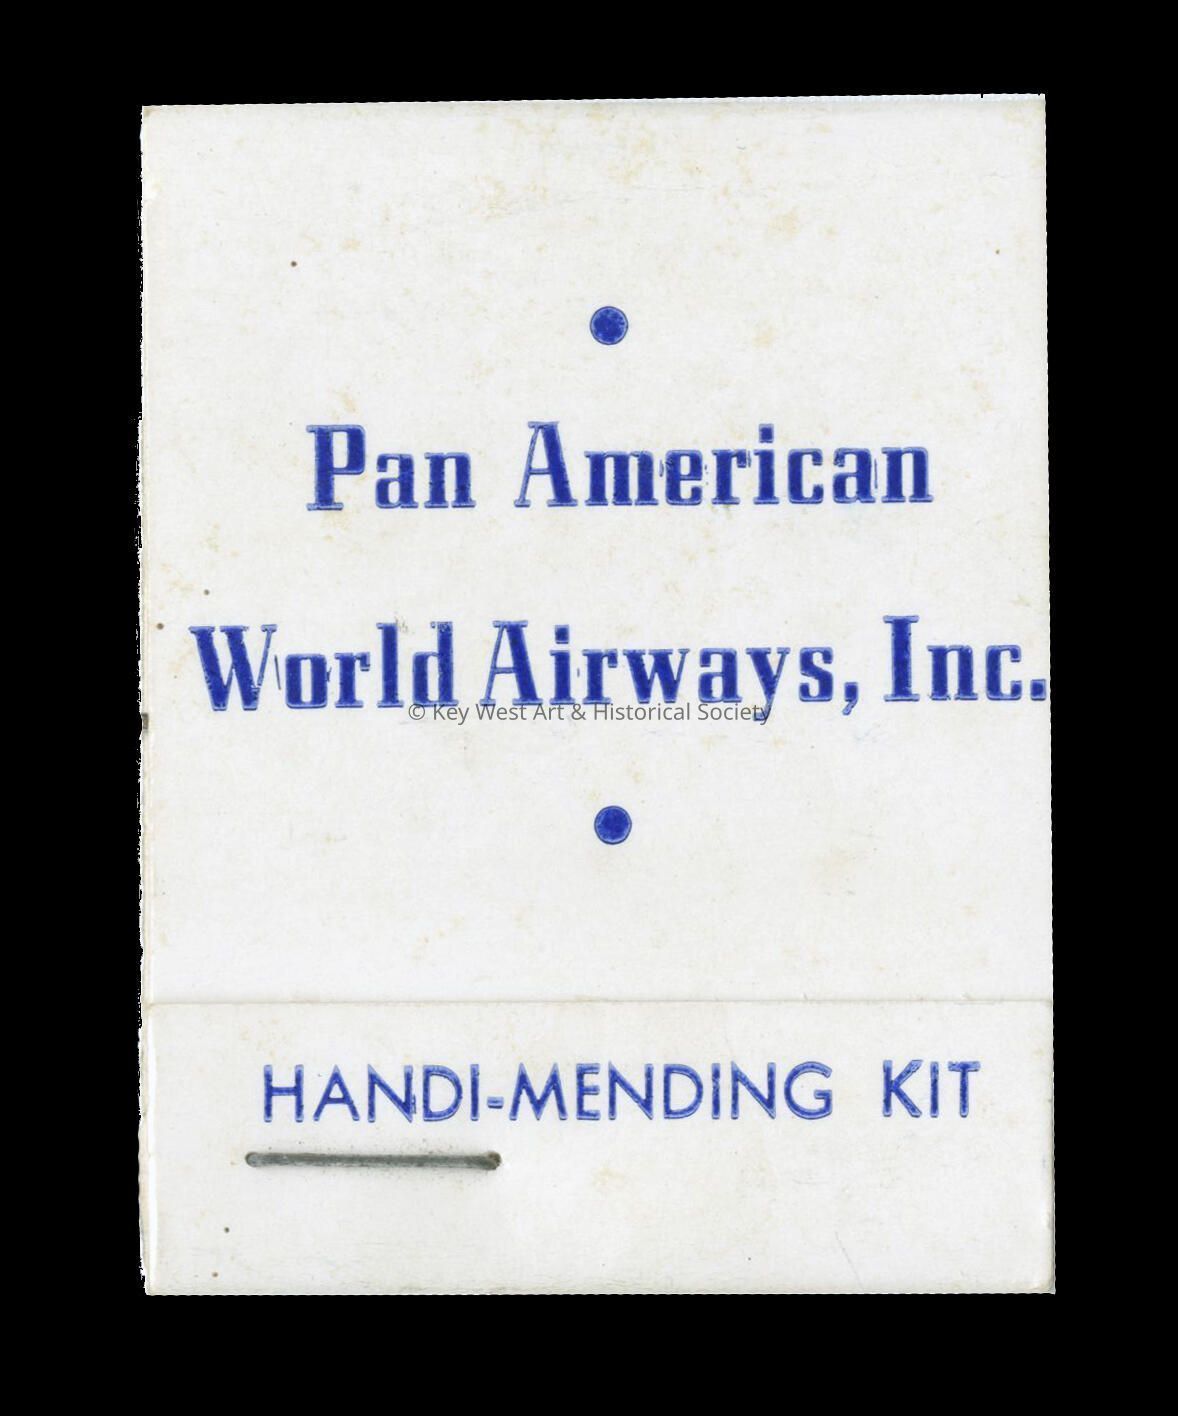 Pan American
World Airways, Inc.
© Key West Art & Historical Society
HANDI-MENDING KIT